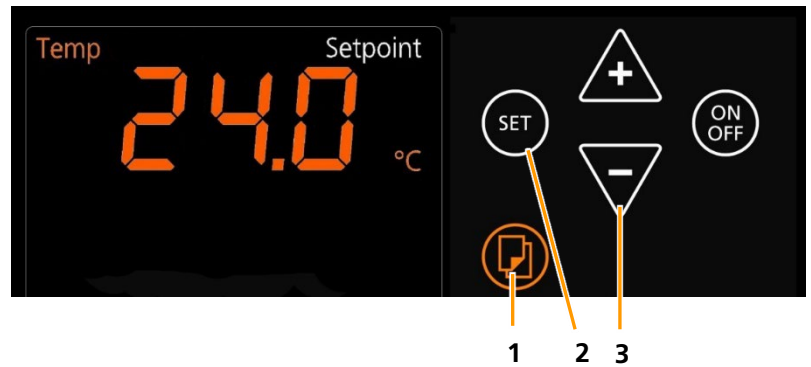 Temp Setpoint
24.0 °C
+
SET
ON
OFF
-
1 2 3